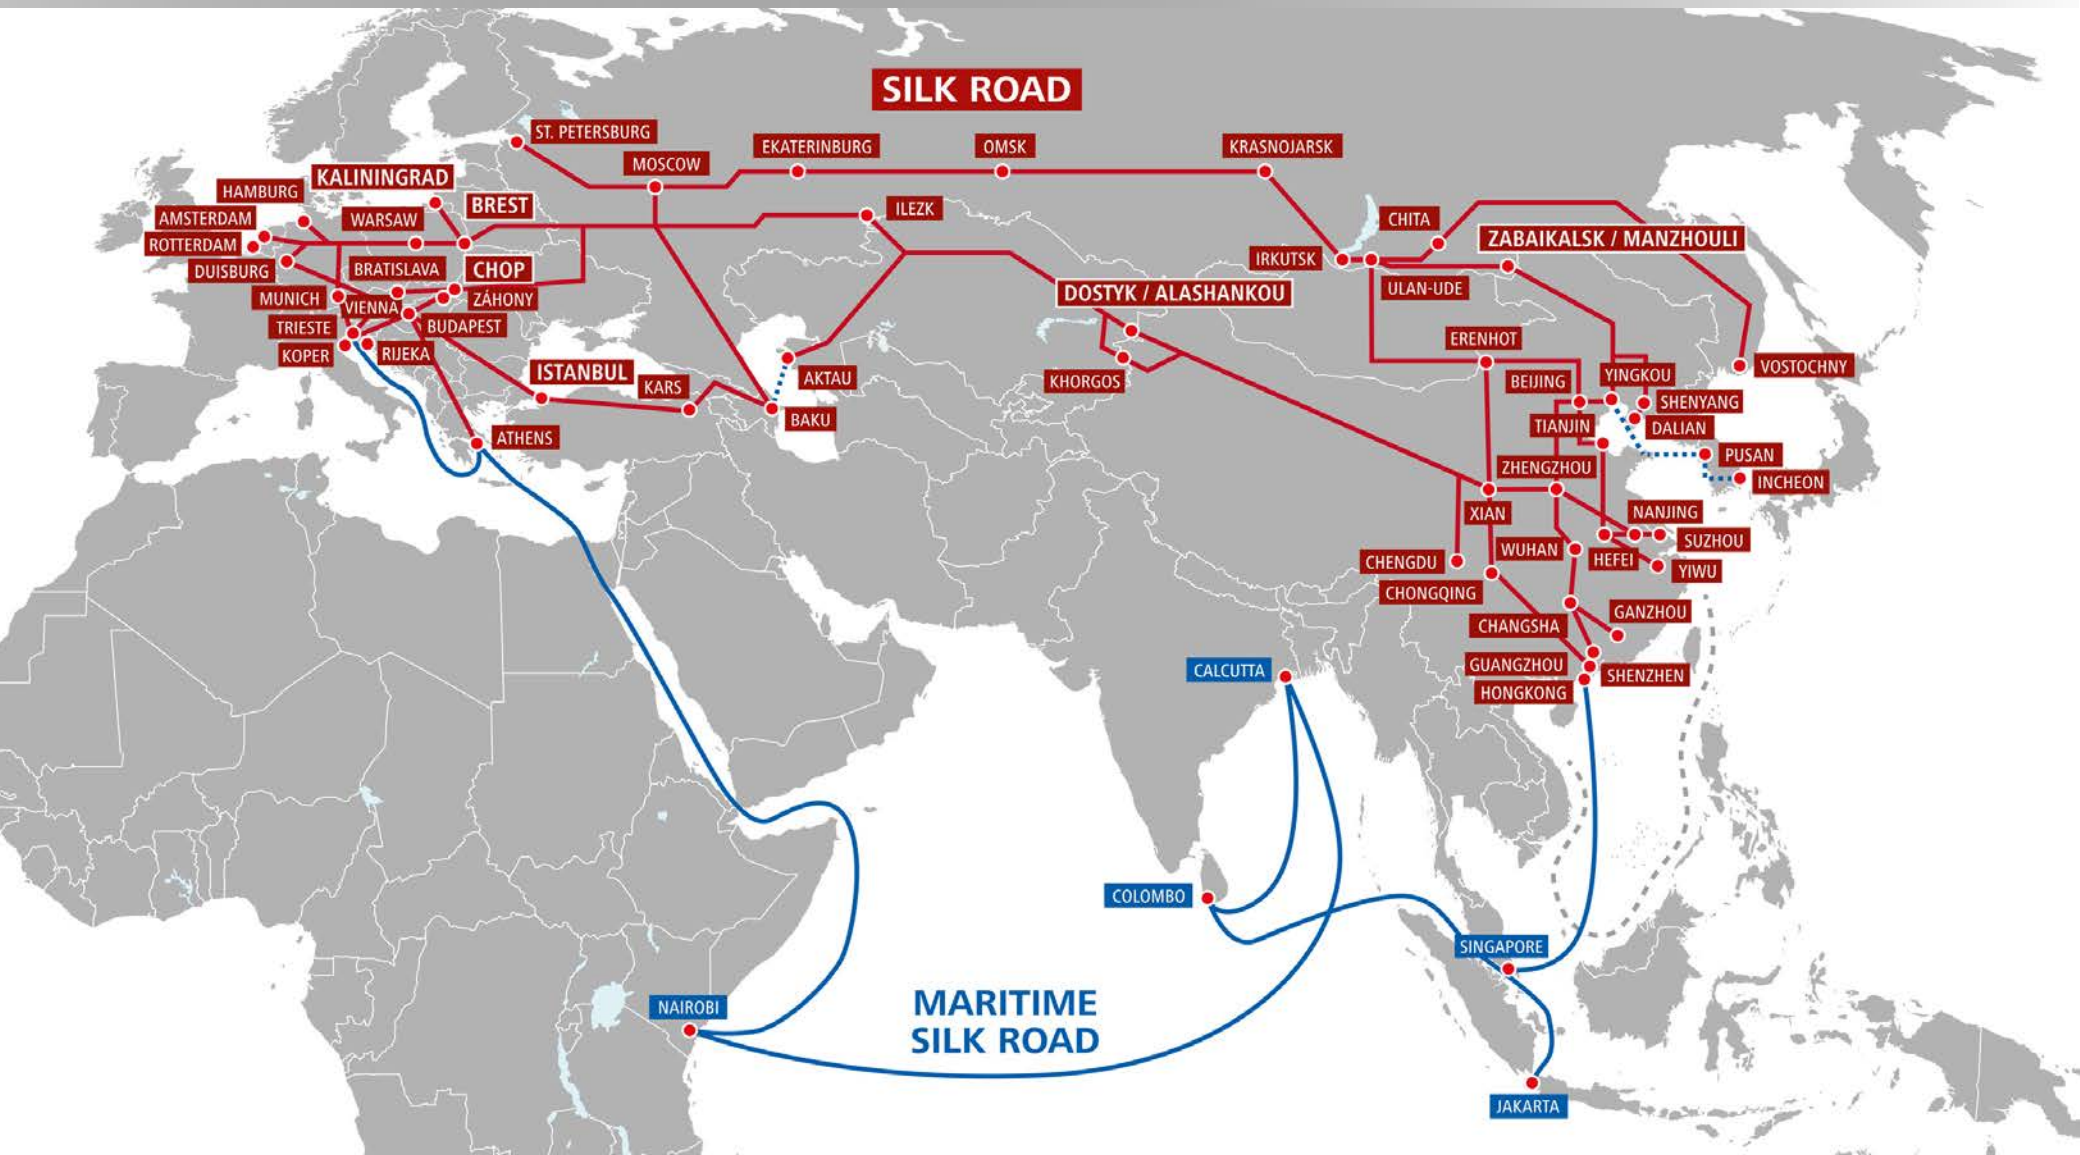 SILK ROAD
ST. PETERSBURG
MOSCOW
EKATERINBURG
OMSK
KRASNOJARSK
KALININGRAD
HAMBURG
BREST
AMSTERDAM
WARSAW
ILEZK
CHITA
ROTTERDAM
ZABAIKALSK / MANZHOULI
DUISBURG
BRATISLAVA
CHOP
IRKUTSK
ULAN-UDE
MUNICH
VIENNA
ZÁHONY
DOSTYK / ALASHANKOU
TRIESTE
BUDAPEST
KOPER
RIJEKA
ERENHOT
VOSTOCHNY
ISTANBUL
KARS
AKTAU
KHORGOS
BEIJING
YINGKOU
BAKU
SHENYANG
TIANJIN
DALIAN
ATHENS
PUSAN
ZHENGZHOU
INCHEON
XIAN
NANJING
WUHAN
SUZHOU
CHENGDU
HEFEI
YIWU
CHONGQING
GANZHOU
CHANGSHA
GUANGZHOU
SHENZHEN
HONGKONG
CALCUTTA
COLOMBO
SINGAPORE
NAIROBI
MARITIME
SILK ROAD
JAKARTA